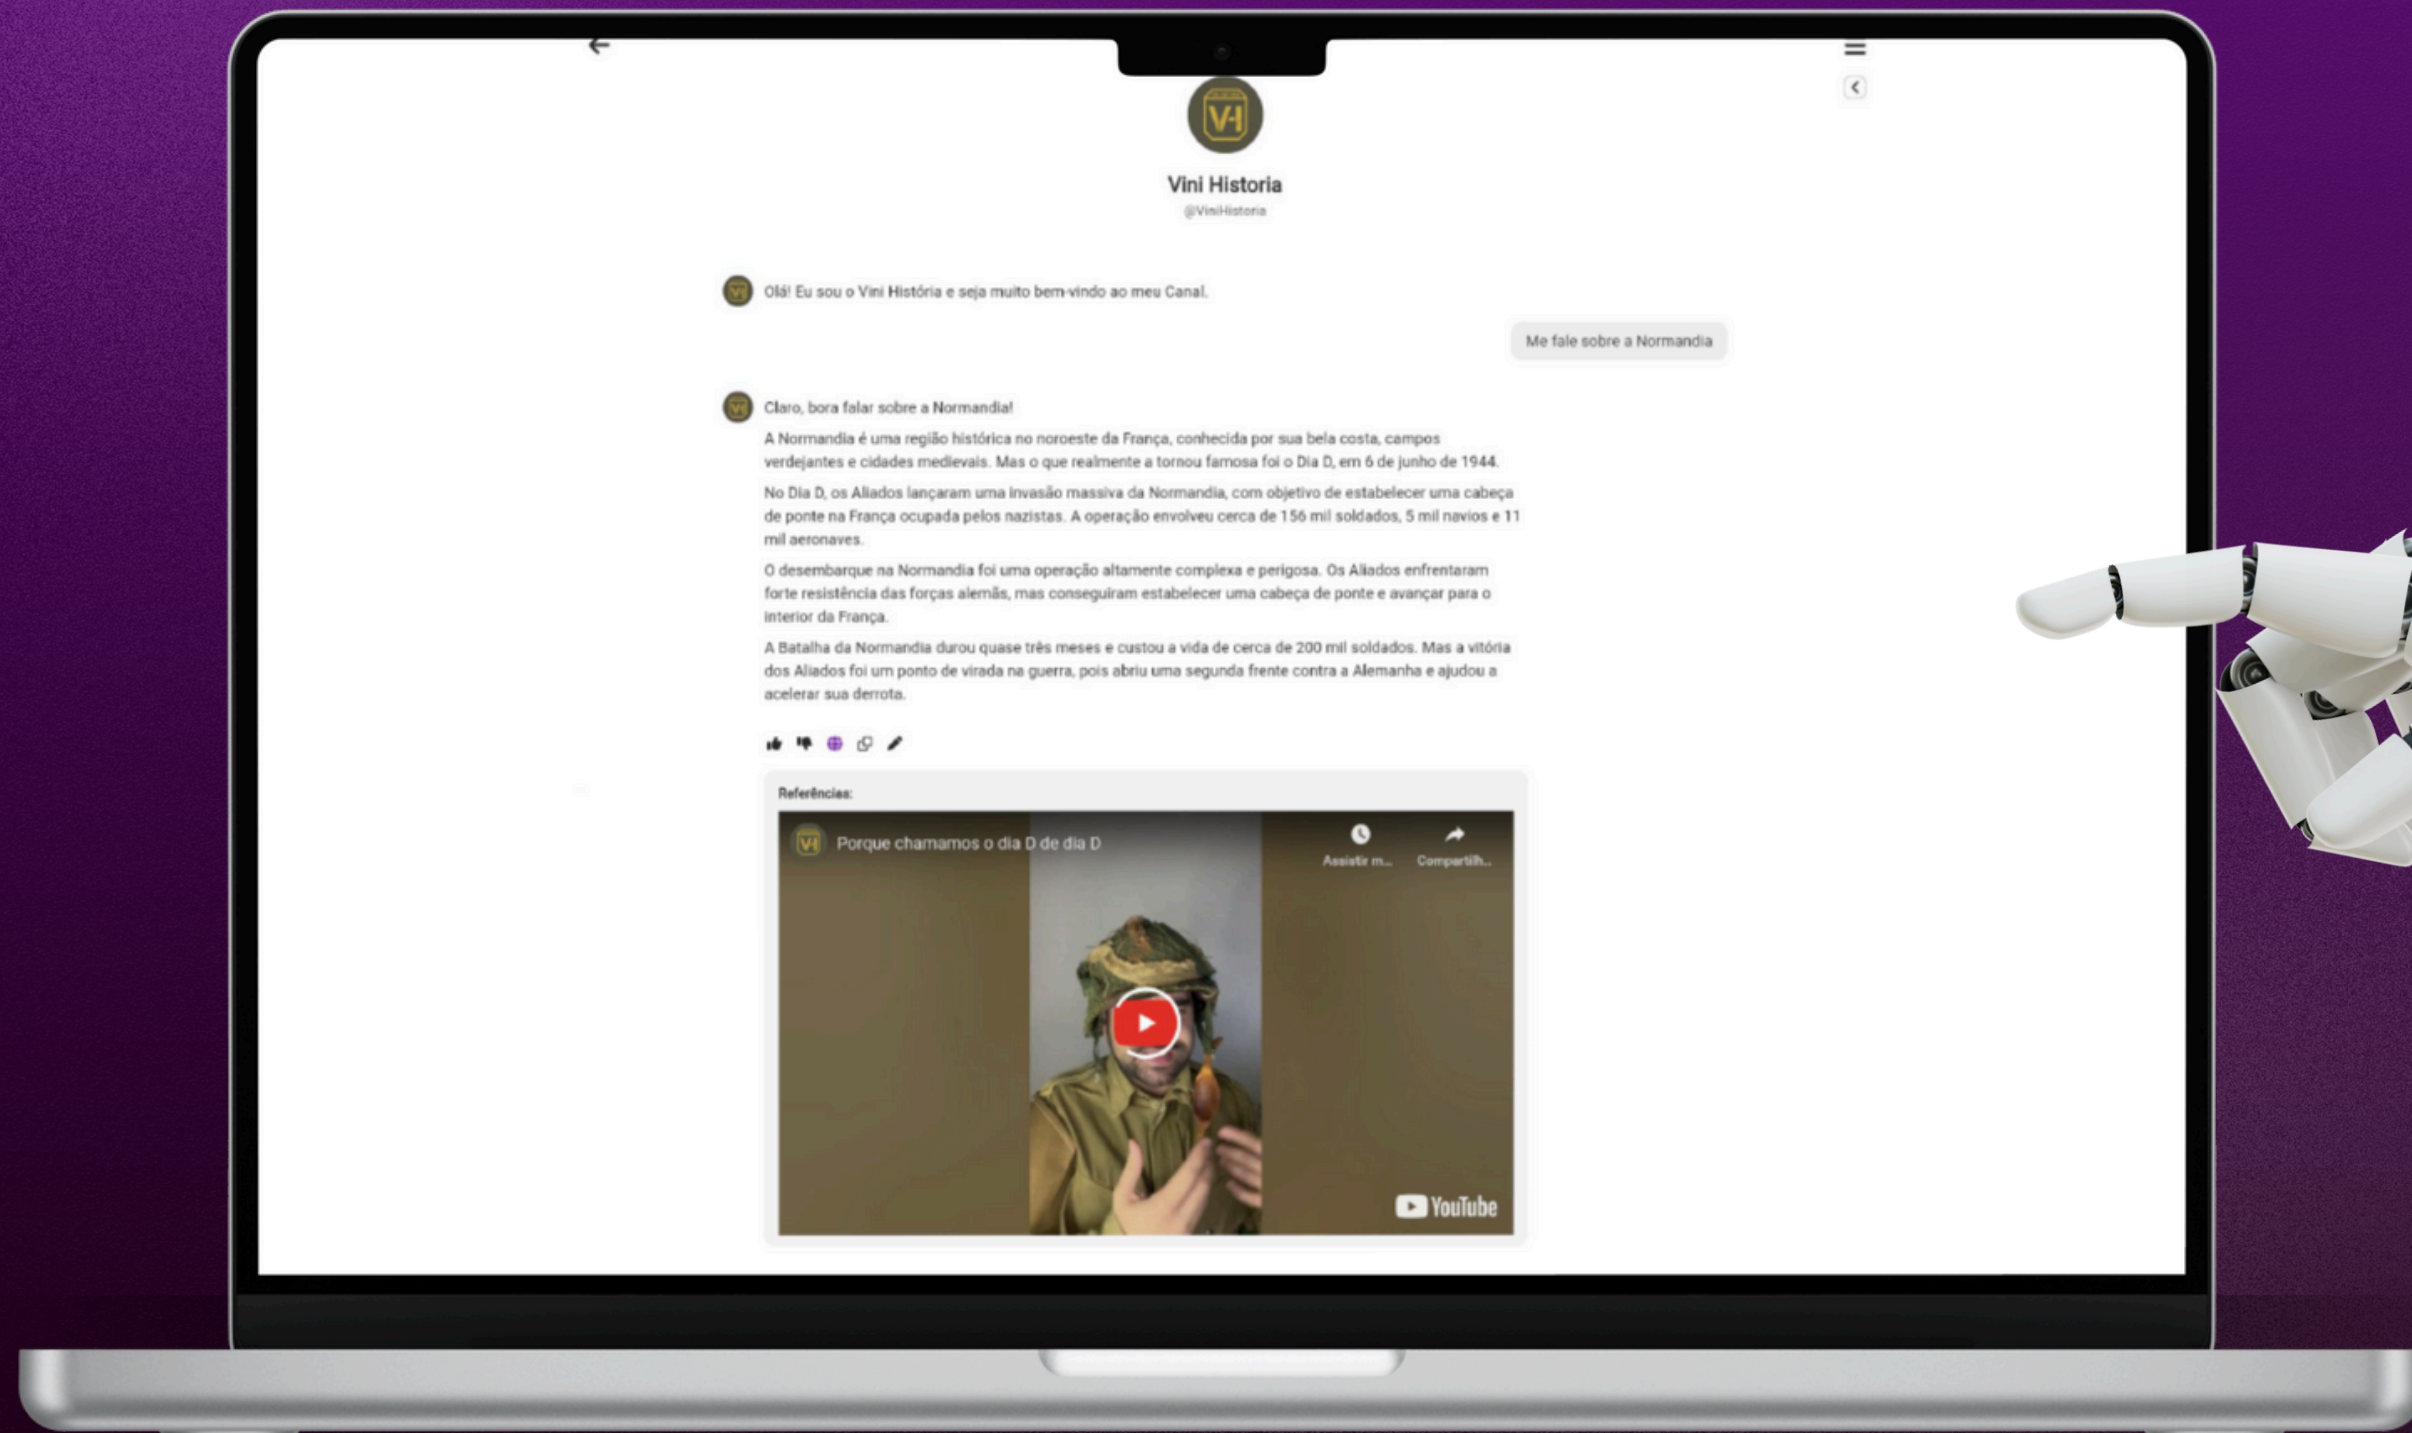 VH
Vini Historia
@ViniHistoria
Olá! Eu sou o Vini História e seja muito bem-vindo ao meu Canal.
Me fale sobre a Normandia
Claro, bora falar sobre a Normandia!
A Normandia é uma região histórica no noroeste da França, conhecida por sua bela costa, campos
verdejantes e cidades medievais. Mas o que realmente a tornou famosa foi o Dia D, em 6 de junho de 1944.
No Dia D, os Aliados lançaram uma invasão massiva da Normandia, com objetivo de estabelecer uma cabeça
de ponte na França ocupada pelos nazistas. A operação envolveu cerca de 156 mil soldados, 5 mil navios e 11
mil aeronaves.
O desembarque na Normandia foi uma operação altamente complexa e perigosa. Os Aliados enfrentaram
forte resistência das forças alemãs, mas conseguiram estabelecer uma cabeça de ponte e avançar para o
interior da França.
A Batalha da Normandia durou quase três meses e custou a vida de cerca de 200 mil soldados. Mas a vitória
dos Aliados foi um ponto de virada na guerra, pois abriu uma segunda frente contra a Alemanha e ajudou a
acelerar sua derrota.
Referências:
VH Porque chamamos o dia D de dia D
Assistir m... Compartilh...
YouTube